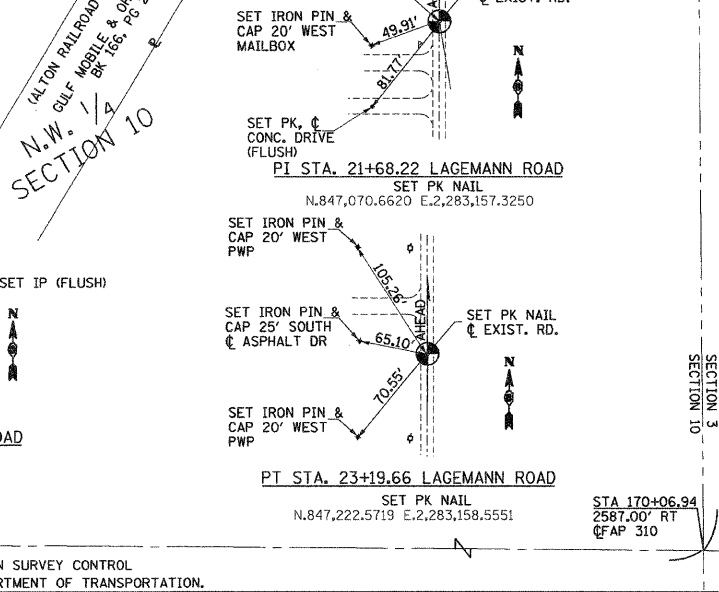 (ALTON RAILROAD
GULF MOBILE & OH
BK 166, PG 2
N.W. 1/4
SECTION 10
SET IRON PIN &
CAP 20' WEST
MAILBOX
49.91'
81.77'
SET PK, ℄
CONC. DRIVE
(FLUSH)
℄ EXIST. RD.
N
PI STA. 21+68.22 LAGEMANN ROAD
SET PK NAIL
N.847,070.6620 E.2,283,157.3250
SET IRON PIN &
CAP 20' WEST
PWP
105.26'
SET IP (FLUSH)
N
SET IRON PIN &
CAP 25' SOUTH
℄ ASPHALT DR
65.10'
AHEAD
SET PK NAIL
℄ EXIST. RD.
N
70.55'
SET IRON PIN &
CAP 20' WEST
PWP
OAD
PT STA. 23+19.66 LAGEMANN ROAD
SET PK NAIL
N.847,222.5719 E.2,283,158.5551
SECTION 10
SECTION 3
STA 170+06.94
2587.00' RT
℄FAP 310
N SURVEY CONTROL
RTMENT OF TRANSPORTATION.